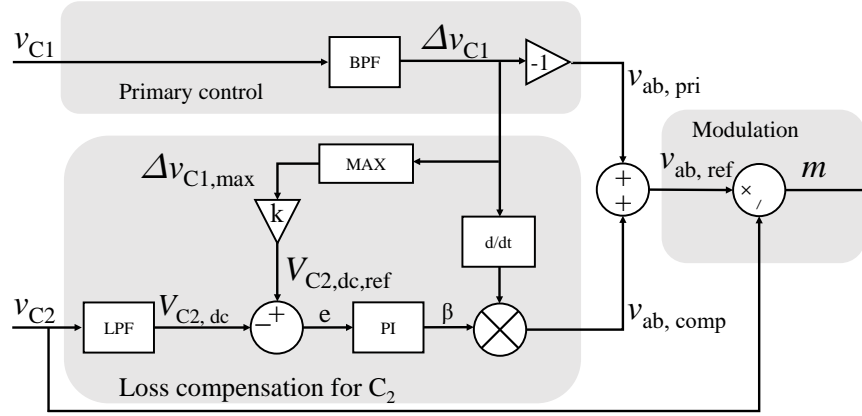 v_C1
BPF
Δv_C1
-1
Primary control
v_ab, pri
Modulation
MAX
Δv_C1,max
k
+
+
v_ab, ref
× /
m
d/dt
V_C2,dc,ref
v_C2
LPF
V_C2, dc
− +
e
PI
β
v_ab, comp
Loss compensation for C₂